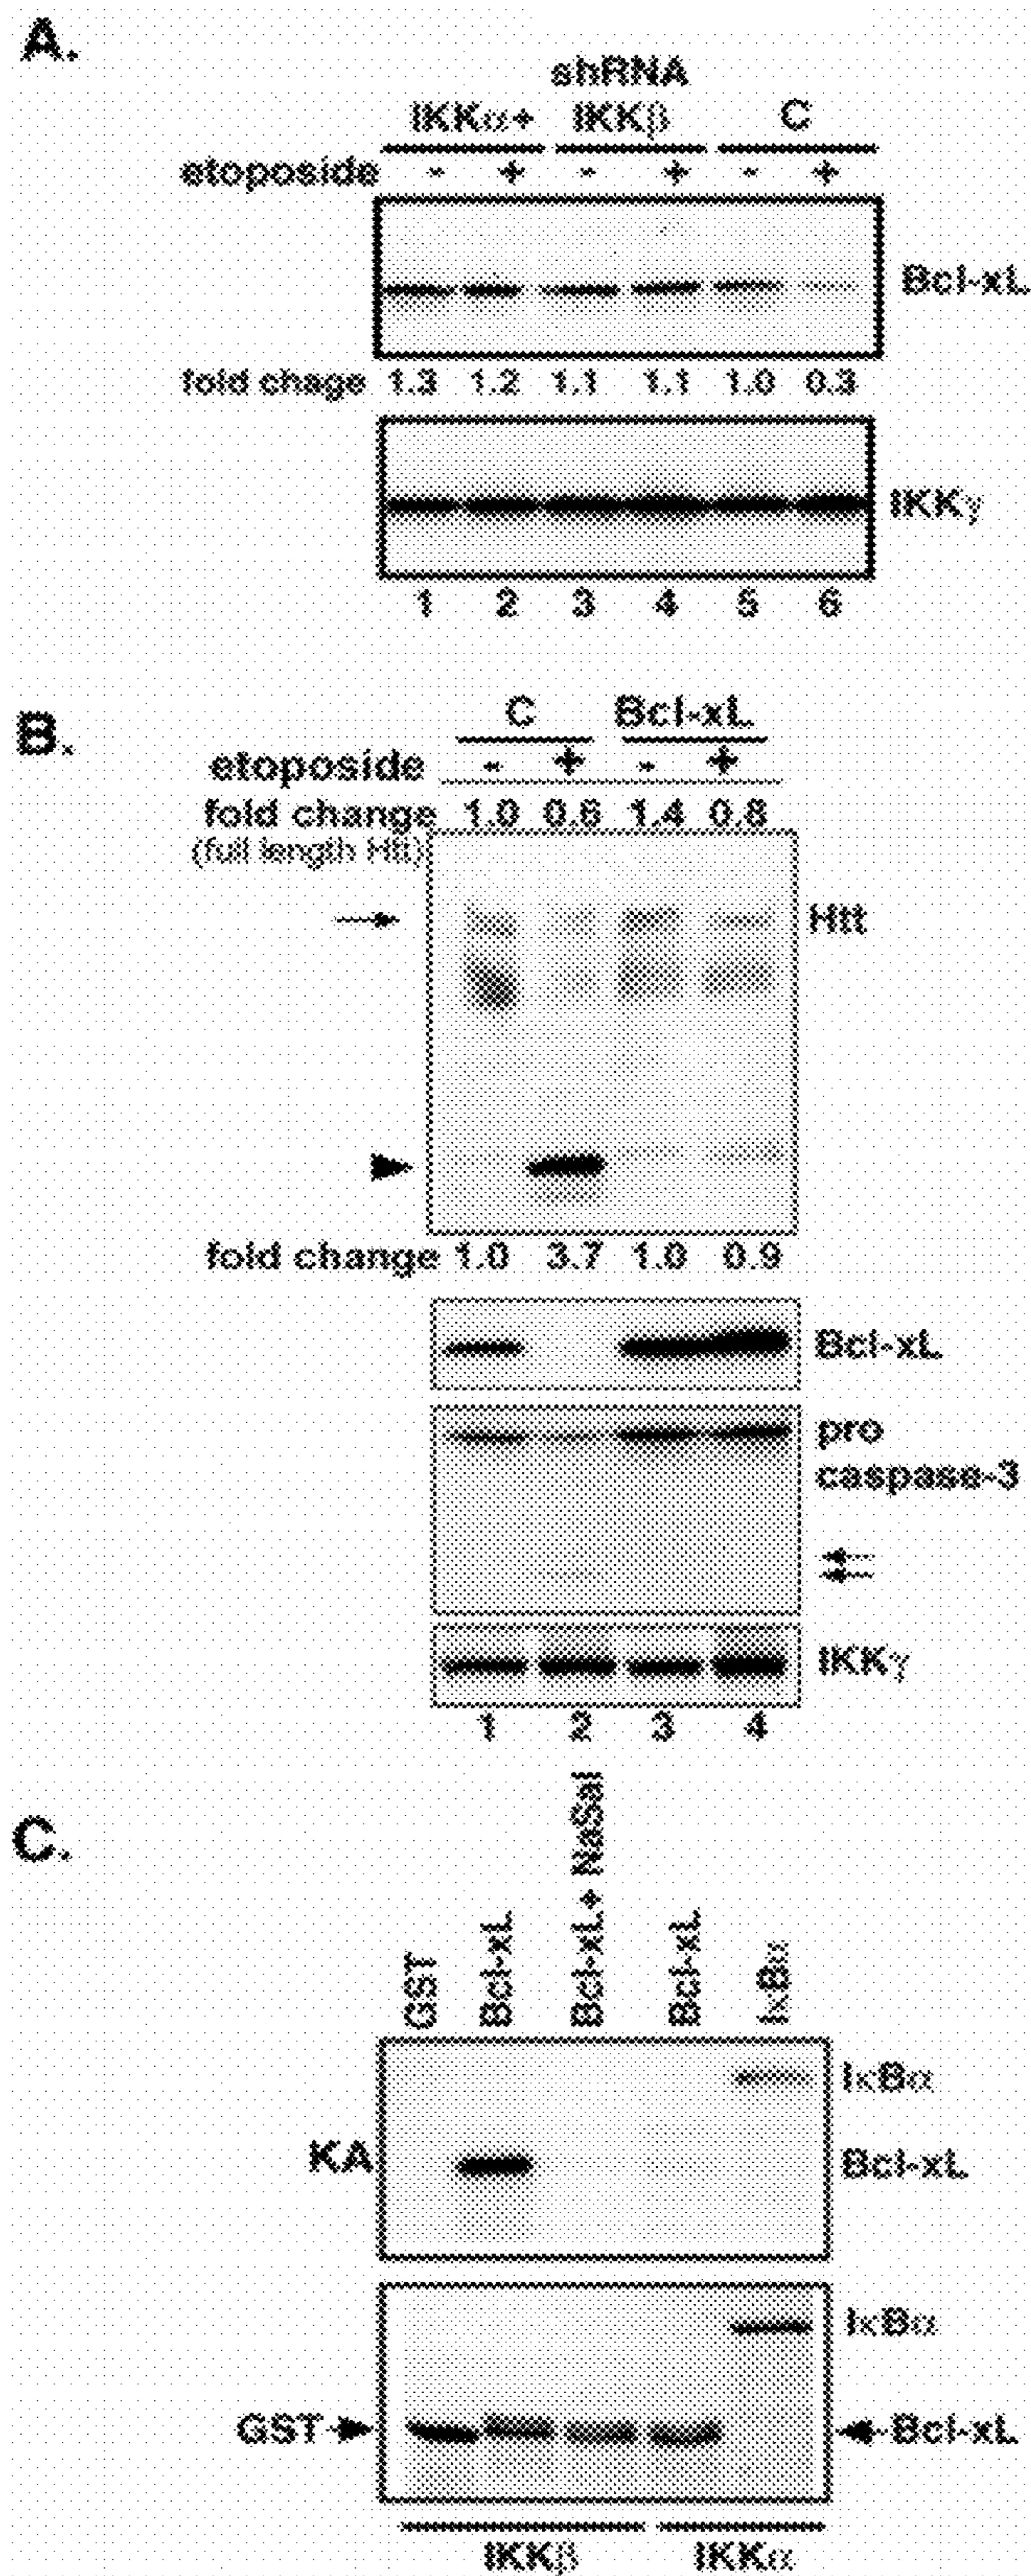 A.
shRNA
IKKα+ IKKβ C
etoposide - + - + - +
Bcl-xL
fold chage 1.3 1.2 1.1 1.1 1.0 0.3
IKKγ
1 2 3 4 5 6
B.
C Bcl-xL
etoposide - + - +
fold change 1.0 0.6 1.4 0.8
(full length Htt)
Htt
fold change 1.0 3.7 1.0 0.9
Bcl-xL
pro
caspase-3
IKKγ
1 2 3 4
C.
GST
Bcl-xL
Bcl-xL+ NaSal
Bcl-xL
IκBα
IκBα
KA
Bcl-xL
IκBα
GST Bcl-xL
IKKβ IKKα